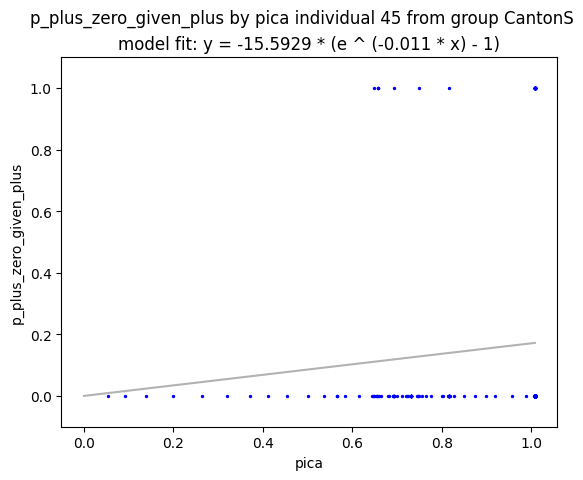 p_plus_zero_given_plus by pica individual 45 from group CantonS
model fit: y = -15.5929 * (e ^ (-0.011 * x) - 1)
1.0
0.8
0.6
0.4
0.2
0.0
p_plus_zero_given_plus
0.0 0.2 0.4 0.6 0.8 1.0
pica